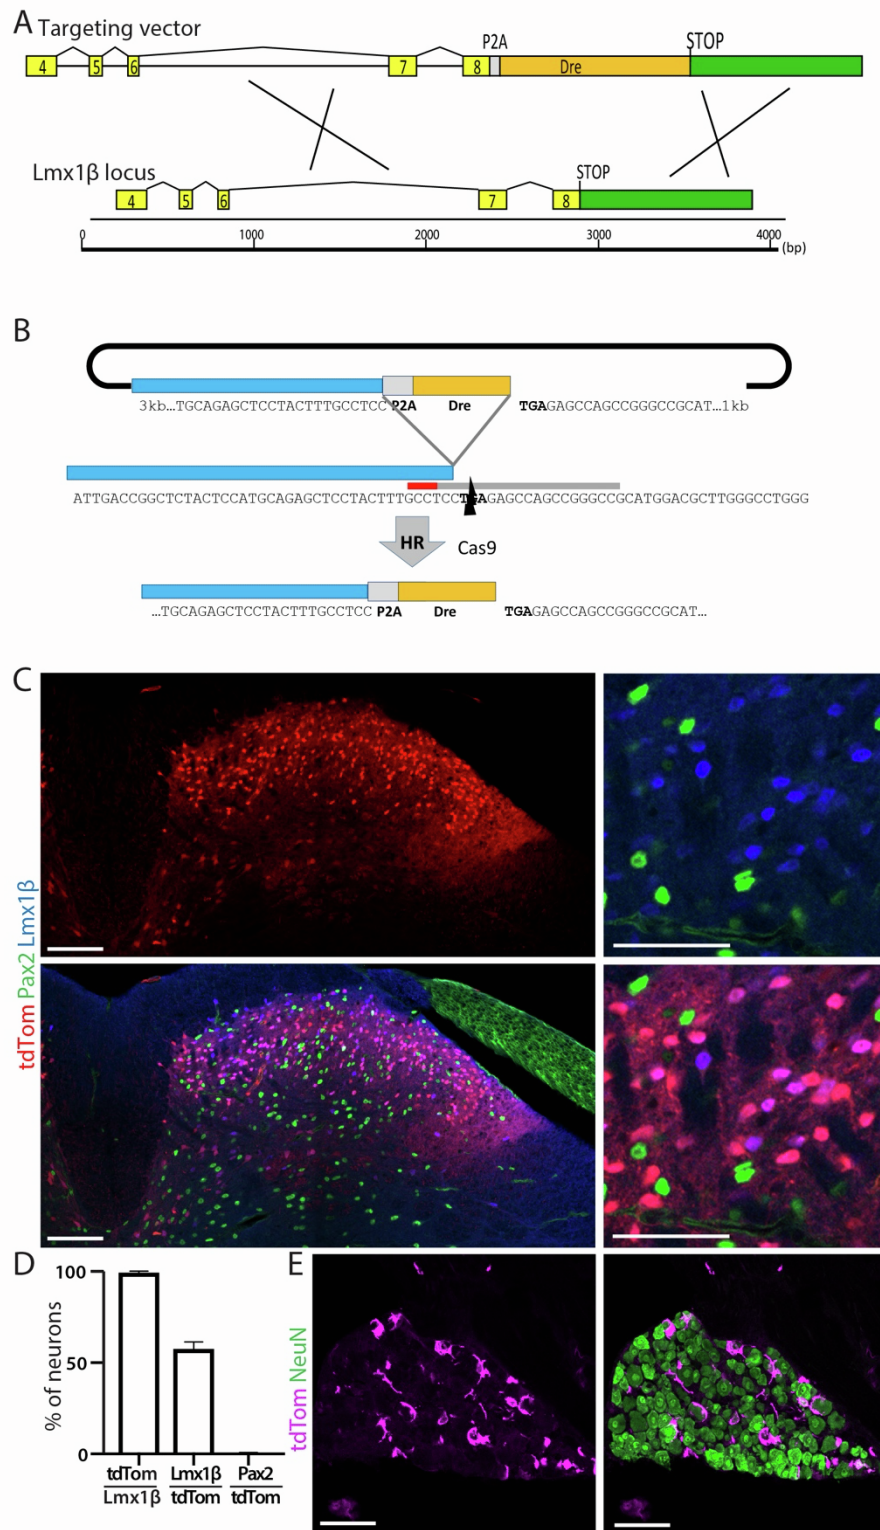 A Targeting vector
P2A
STOP
4 5 6 7 8 Dre
Lmx1β locus
STOP
4 5 6 7 8
0 1000 2000 3000 4000 (bp)
B
3kb…TGCAGAGCTCCTACTTTGCCTCC P2A Dre TGAGAGCCAGCCGGGCCGCAT…1kb
ATTGACCGGCTCTACTCCATGCAGAGCTCCTACTTTGCCTCCTGAGAGCCAGCCGGGCCGCATGGACGCTTGGGCCTGGG
HR Cas9
…TGCAGAGCTCCTACTTTGCCTCC P2A Dre TGAGAGCCAGCCGGGCCGCAT…
C
tdTom Pax2 Lmx1β
D
% of neurons
100
50
0
tdTom Lmx1β Pax2
Lmx1β tdTom tdTom
E
tdTom NeuN